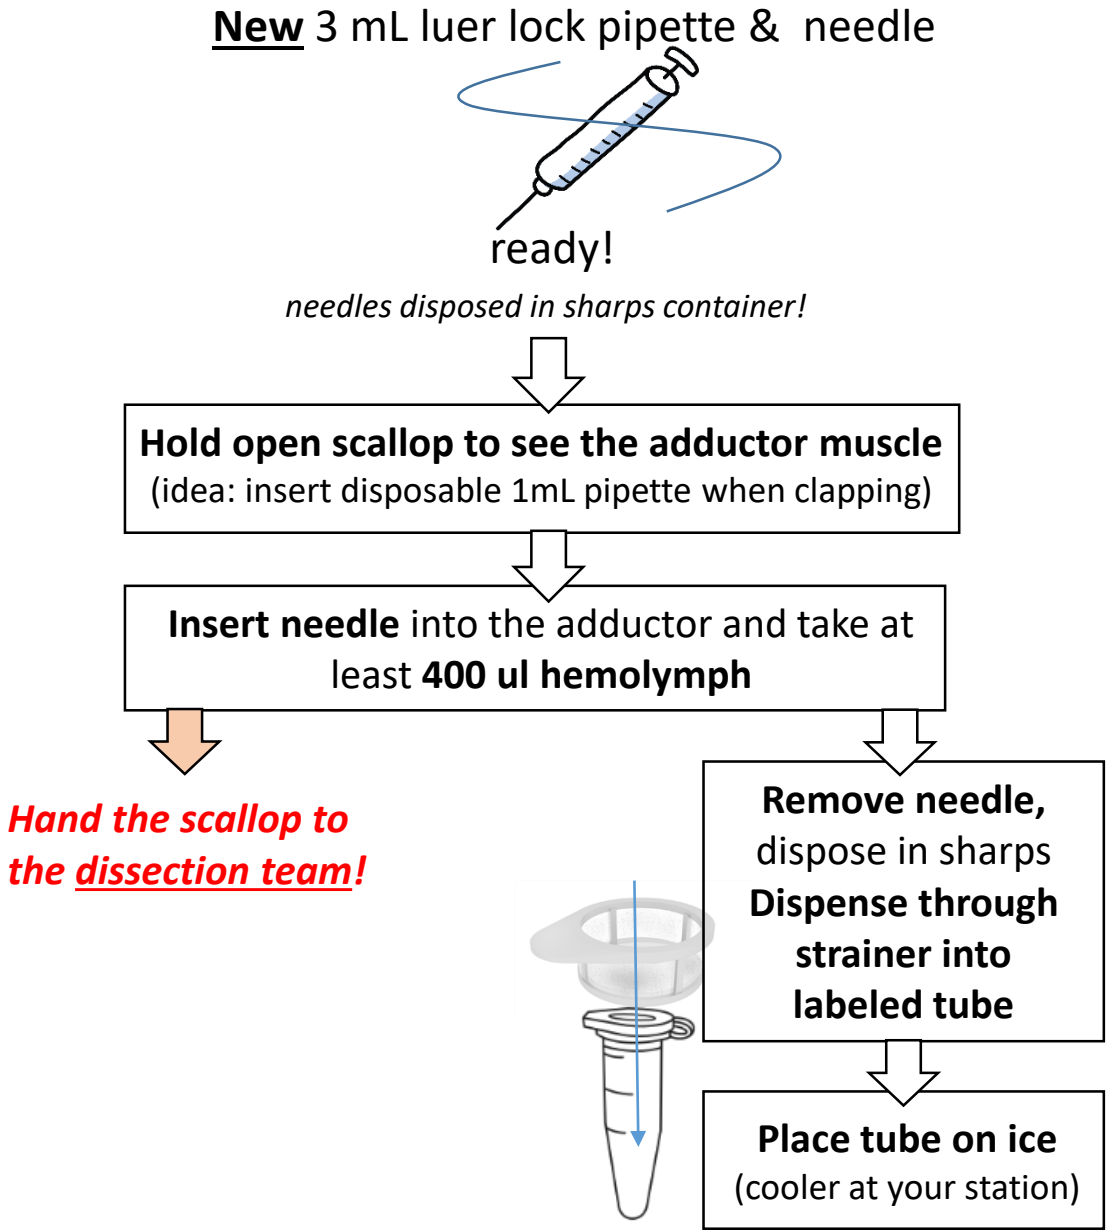 New 3 mL luer lock pipette & needle
ready!
needles disposed in sharps container!
Hold open scallop to see the adductor muscle
(idea: insert disposable 1mL pipette when clapping)
Insert needle into the adductor and take at
least 400 ul hemolymph
Hand the scallop to
the dissection team!
Remove needle,
dispose in sharps
Dispense through
strainer into
labeled tube
Place tube on ice
(cooler at your station)